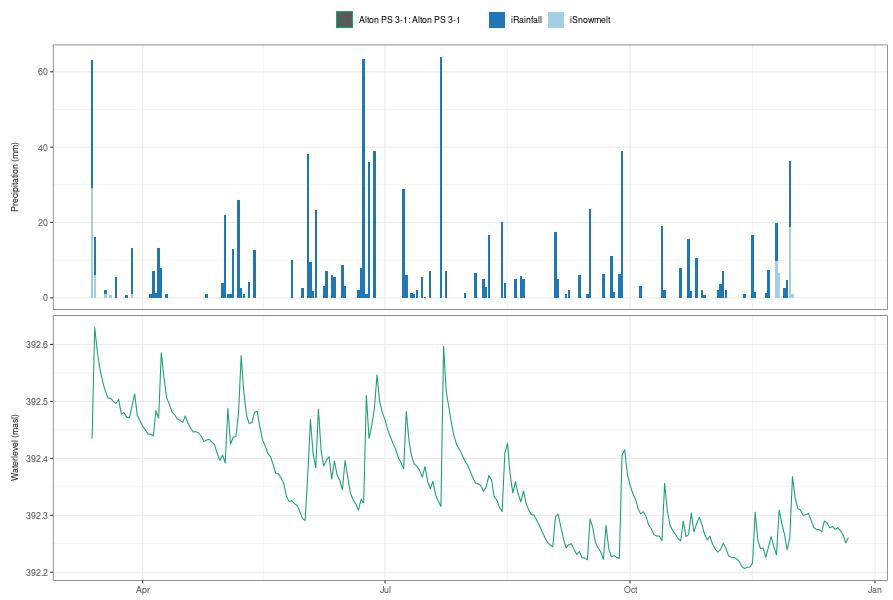 Alton PS 3-1: Alton PS 3-1 iRainfall iSnowmelt
Precipitation (mm)
60
40
20
0
Waterlevel (masl)
392.6
392.5
392.4
392.3
392.2
Apr Jul Oct Jan